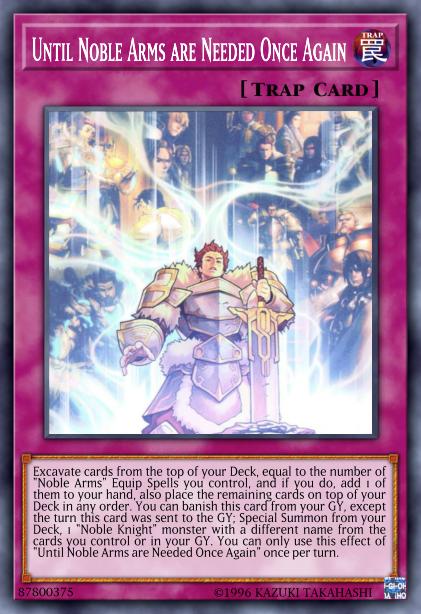 Until Noble Arms are Needed Once Again
TRAP
罠
[Trap Card]
Excavate cards from the top of your Deck, equal to the number of
"Noble Arms" Equip Spells you control, and if you do, add 1 of
them to your hand, also place the remaining cards on top of your
Deck in any order. You can banish this card from your GY, except
the turn this card was sent to the GY; Special Summon from your
Deck, 1 "Noble Knight" monster with a different name from the
cards you control or in your GY. You can only use this effect of
"Until Noble Arms are Needed Once Again" once per turn.
87800375
©1996 KAZUKI TAKAHASHI